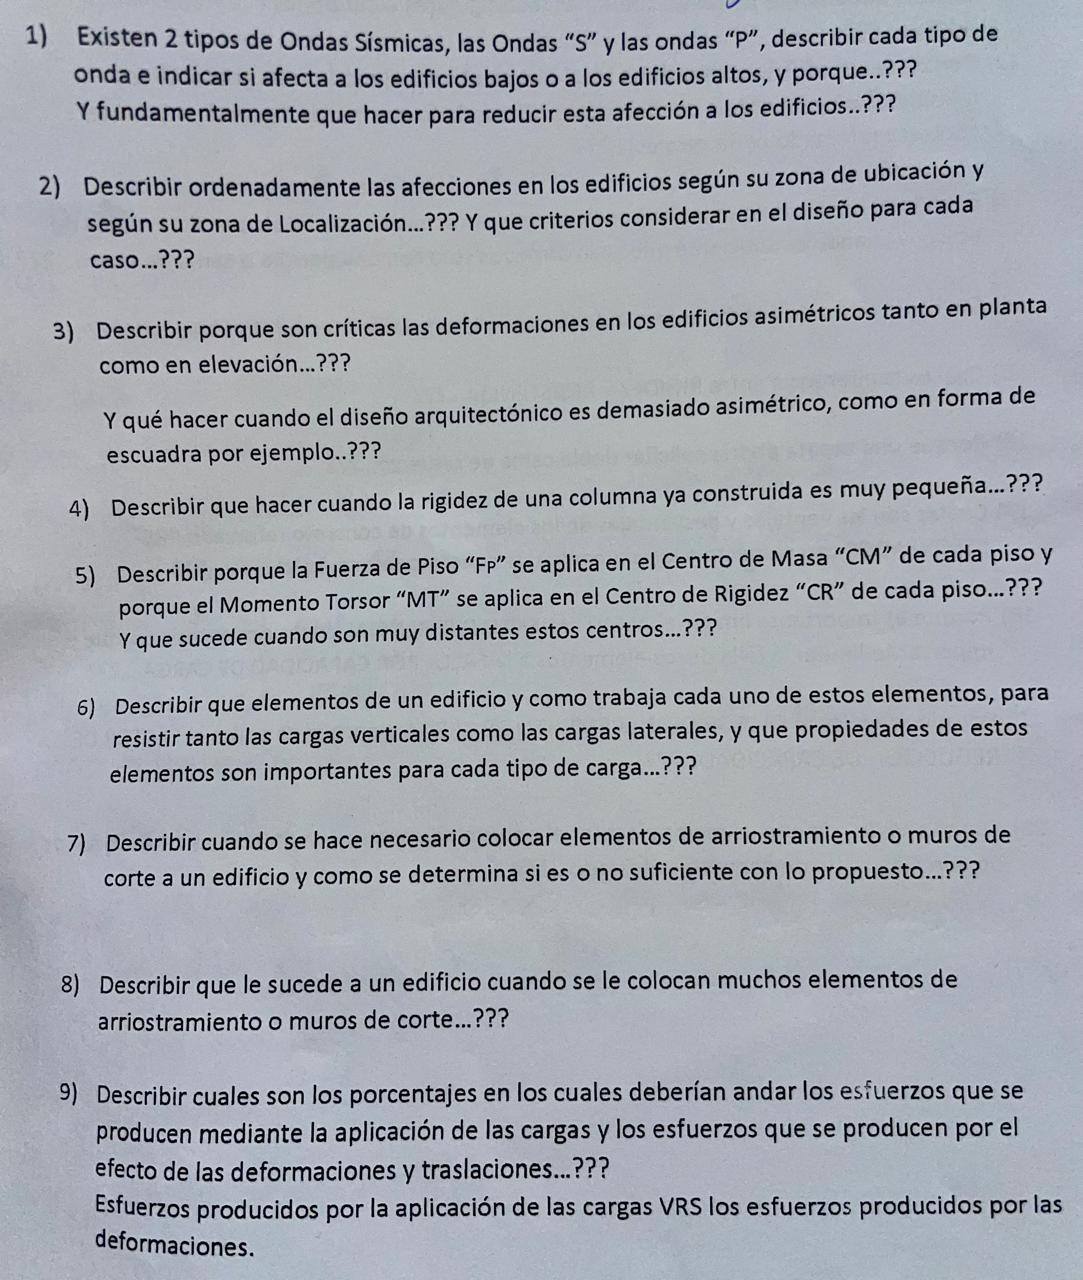 1) Existen 2 tipos de Ondas Sísmicas, las Ondas “S” y las ondas “P”, describir cada tipo de
onda e indicar si afecta a los edificios bajos o a los edificios altos, y porque..???
Y fundamentalmente que hacer para reducir esta afección a los edificios..???
2) Describir ordenadamente las afecciones en los edificios según su zona de ubicación y
según su zona de Localización...??? Y que criterios considerar en el diseño para cada
caso...???
3) Describir porque son críticas las deformaciones en los edificios asimétricos tanto en planta
como en elevación...???
Y qué hacer cuando el diseño arquitectónico es demasiado asimétrico, como en forma de
escuadra por ejemplo..???
4) Describir que hacer cuando la rigidez de una columna ya construida es muy pequeña...???
5) Describir porque la Fuerza de Piso “FP” se aplica en el Centro de Masa “CM” de cada piso y
porque el Momento Torsor “MT” se aplica en el Centro de Rigidez “CR” de cada piso...???
Y que sucede cuando son muy distantes estos centros...???
6) Describir que elementos de un edificio y como trabaja cada uno de estos elementos, para
resistir tanto las cargas verticales como las cargas laterales, y que propiedades de estos
elementos son importantes para cada tipo de carga...???
7) Describir cuando se hace necesario colocar elementos de arriostramiento o muros de
corte a un edificio y como se determina si es o no suficiente con lo propuesto...???
8) Describir que le sucede a un edificio cuando se le colocan muchos elementos de
arriostramiento o muros de corte...???
9) Describir cuales son los porcentajes en los cuales deberían andar los esfuerzos que se
producen mediante la aplicación de las cargas y los esfuerzos que se producen por el
efecto de las deformaciones y traslaciones...???
Esfuerzos producidos por la aplicación de las cargas VRS los esfuerzos producidos por las
deformaciones.